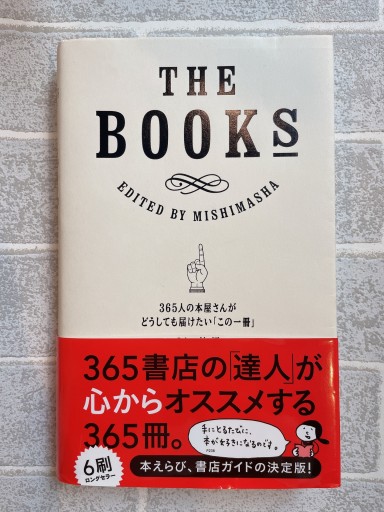 THE
BOOKS
EDITED BY MISHIMASHA
365人の本屋さんが
どうしても届けたい「この一冊」
365書店の「達人」が
心からオススメする
365冊。
手にとるたびに、
本が好きになるのです。
6刷
ロングセラー
本えらび、書店ガイドの決定版!